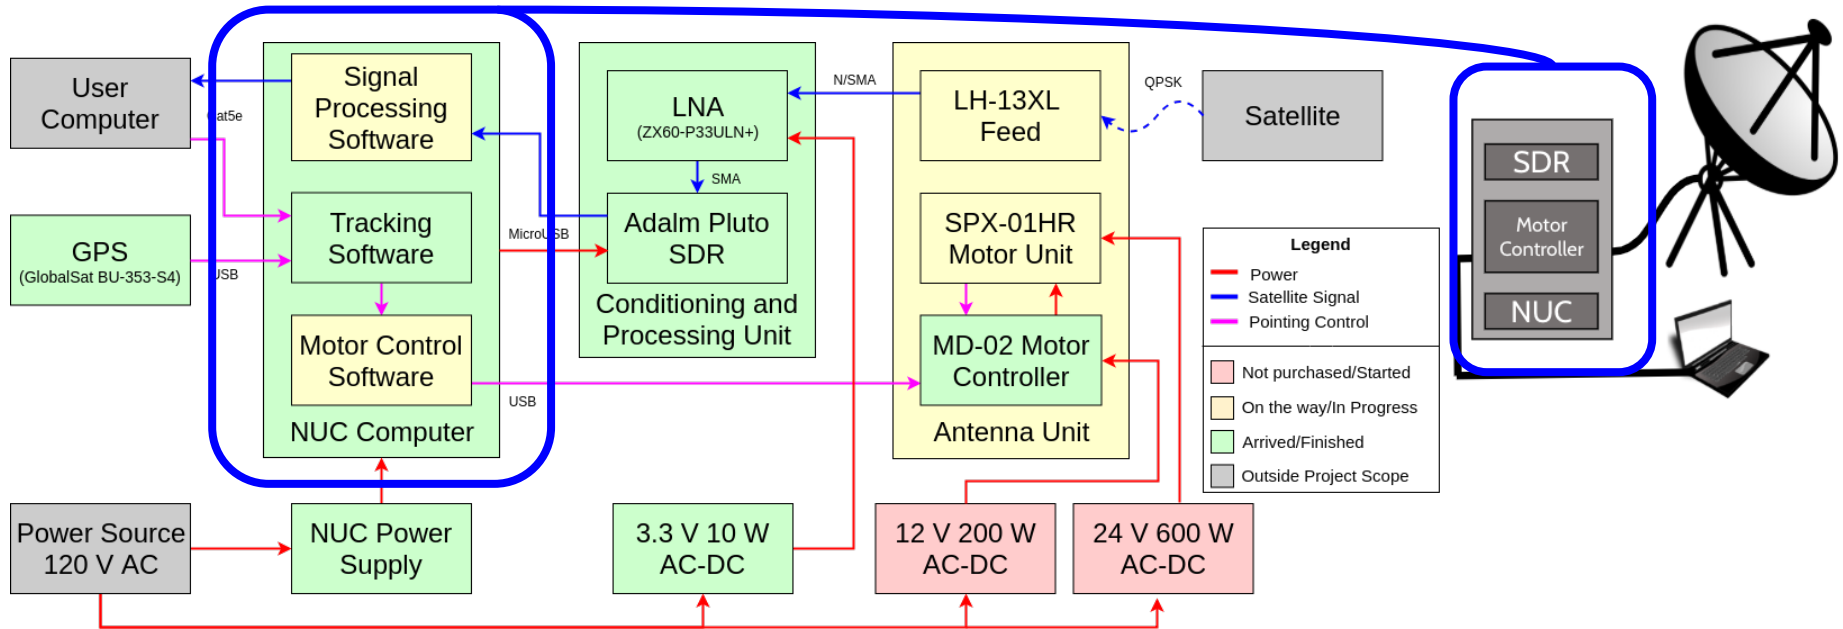 User
Computer
Cat5e
GPS
(GlobalSat BU-353-S4)
USB
Signal
Processing
Software
Tracking
Software
Motor Control
Software
NUC Computer
MicroUSB
USB
LNA
(ZX60-P33ULN+)
SMA
Adalm Pluto
SDR
Conditioning and
Processing Unit
N/SMA
LH-13XL
Feed
SPX-01HR
Motor Unit
MD-02 Motor
Controller
Antenna Unit
QPSK
Satellite
Legend
Power
Satellite Signal
Pointing Control
Not purchased/Started
On the way/In Progress
Arrived/Finished
Outside Project Scope
Power Source
120 V AC
NUC Power
Supply
3.3 V 10 W
AC-DC
12 V 200 W
AC-DC
24 V 600 W
AC-DC
SDR
Motor
Controller
NUC